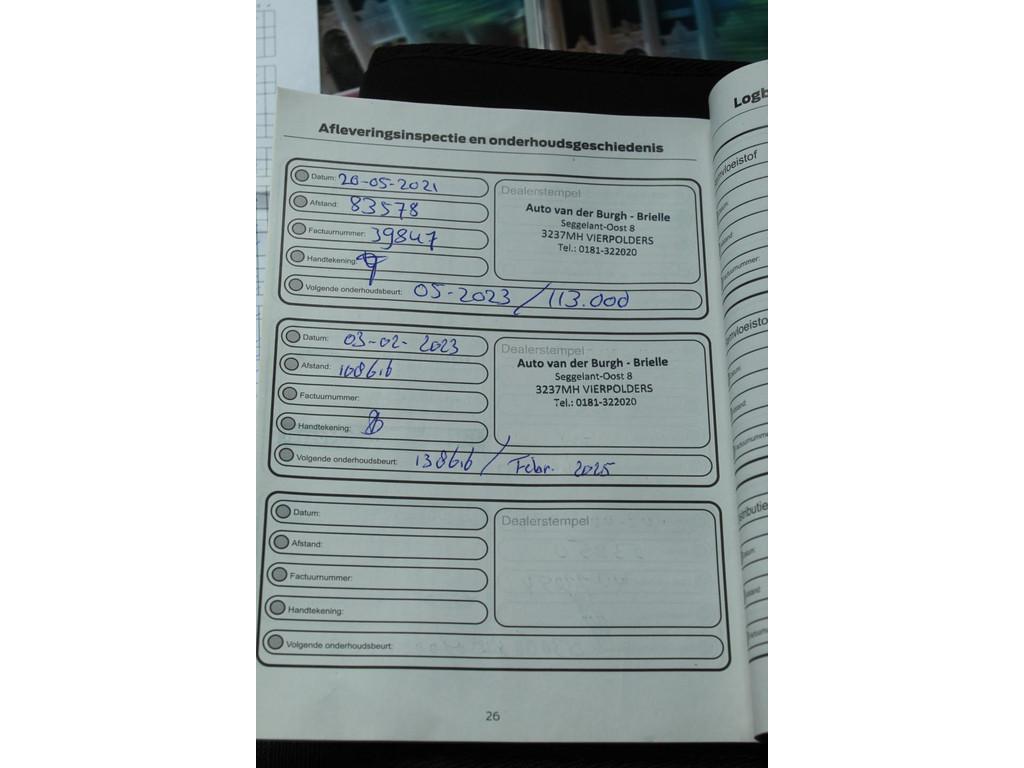 Afleveringsinspectie en onderhoudsgeschiedenis
Datum: 20-05-2021
Afstand: 83578
Factuurnummer: 39847
Handtekening:
Volgende onderhoudsbeurt: 05-2023 / 113.000
Dealerstempel
Auto van der Burgh - Brielle
Seggelant-Oost 8
3237MH VIERPOLDERS
Tel.: 0181-322020
Datum: 03-02-2023
Afstand: 108616
Factuurnummer:
Handtekening:
Volgende onderhoudsbeurt: 138616 / Febr. 2025
Dealerstempel
Auto van der Burgh - Brielle
Seggelant-Oost 8
3237MH VIERPOLDERS
Tel.: 0181-322020
Datum:
Afstand:
Factuurnummer:
Handtekening:
Volgende onderhoudsbeurt:
Dealerstempel
26
Logb